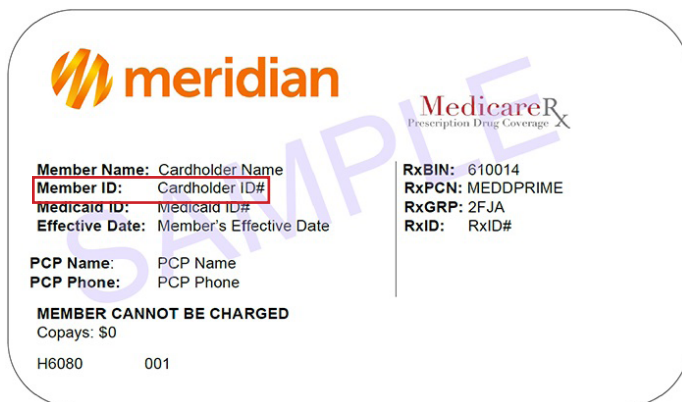 meridian
MedicareRx
Prescription Drug Coverage
SAMPLE
Member Name: Cardholder Name
Member ID: Cardholder ID#
Medicaid ID: Medicaid ID#
Effective Date: Member's Effective Date
PCP Name: PCP Name
PCP Phone: PCP Phone
MEMBER CANNOT BE CHARGED
Copays: $0
H6080 001
RxBIN: 610014
RxPCN: MEDDPRIME
RxGRP: 2FJA
RxID: RxID#